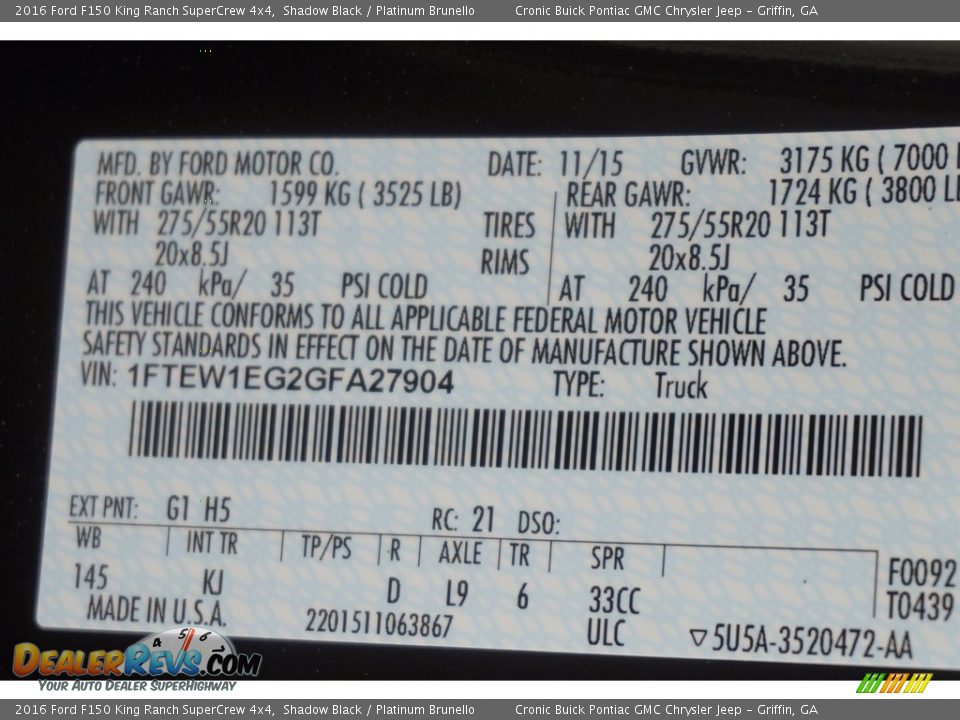 2016 Ford F150 King Ranch SuperCrew 4x4, Shadow Black / Platinum Brunello Cronic Buick Pontiac GMC Chrysler Jeep – Griffin, GA
MFD. BY FORD MOTOR CO. DATE: 11/15 GVWR: 3175 KG ( 7000
FRONT GAWR: 1599 KG ( 3525 LB) REAR GAWR: 1724 KG ( 3800 LB
WITH 275/55R20 113T TIRES WITH 275/55R20 113T
20x8.5J RIMS 20x8.5J
AT 240 kPa/ 35 PSI COLD AT 240 kPa/ 35 PSI COLD
THIS VEHICLE CONFORMS TO ALL APPLICABLE FEDERAL MOTOR VEHICLE
SAFETY STANDARDS IN EFFECT ON THE DATE OF MANUFACTURE SHOWN ABOVE.
VIN: 1FTEW1EG2GFA27904 TYPE: Truck
EXT PNT: G1 H5 RC: 21 DSO:
WB INT TR TP/PS R AXLE TR SPR
145 KJ D L9 6 33CC F0092
MADE IN U.S.A. 2201511063867 ULC T0439
▽5U5A-3520472-AA
4 5 6
DEALERREVS.COM
YOUR AUTO DEALER SUPERHIGHWAY
2016 Ford F150 King Ranch SuperCrew 4x4, Shadow Black / Platinum Brunello Cronic Buick Pontiac GMC Chrysler Jeep – Griffin, GA